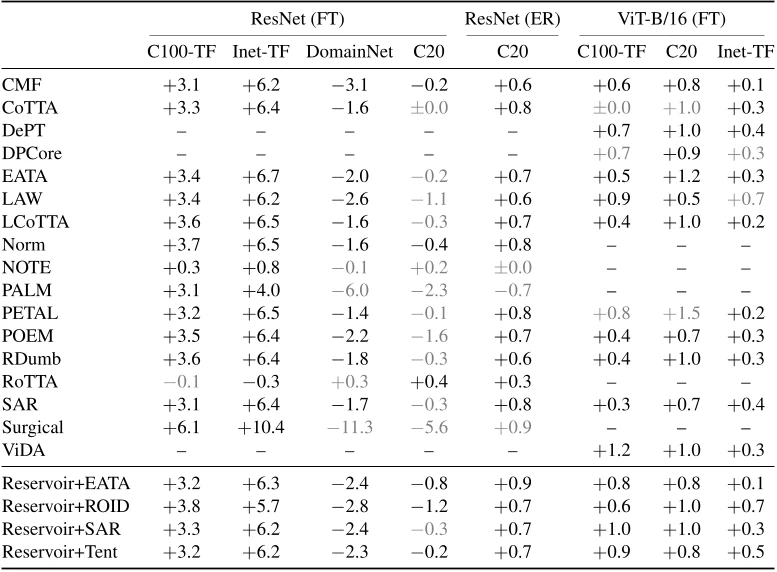 ResNet (FT) ResNet (ER) ViT-B/16 (FT)
C100-TF Inet-TF DomainNet C20 C20 C100-TF C20 Inet-TF
CMF +3.1 +6.2 −3.1 −0.2 +0.6 +0.6 +0.8 +0.1
CoTTA +3.3 +6.4 −1.6 ±0.0 +0.8 ±0.0 +1.0 +0.3
DePT – – – – – +0.7 +1.0 +0.4
DPCore – – – – – +0.7 +0.9 +0.3
EATA +3.4 +6.7 −2.0 −0.2 +0.7 +0.5 +1.2 +0.3
LAW +3.4 +6.2 −2.6 −1.1 +0.6 +0.9 +0.5 +0.7
LCoTTA +3.6 +6.5 −1.6 −0.3 +0.7 +0.4 +1.0 +0.2
Norm +3.7 +6.5 −1.6 −0.4 +0.8 – – –
NOTE +0.3 +0.8 −0.1 +0.2 ±0.0 – – –
PALM +3.1 +4.0 −6.0 −2.3 −0.7 – – –
PETAL +3.2 +6.5 −1.4 −0.1 +0.8 +0.8 +1.5 +0.2
POEM +3.5 +6.4 −2.2 −1.6 +0.7 +0.4 +0.7 +0.3
RDumb +3.6 +6.4 −1.8 −0.3 +0.6 +0.4 +1.0 +0.3
RoTTA −0.1 −0.3 +0.3 +0.4 +0.3 – – –
SAR +3.1 +6.4 −1.7 −0.3 +0.8 +0.3 +0.7 +0.4
Surgical +6.1 +10.4 −11.3 −5.6 +0.9 – – –
ViDA – – – – – +1.2 +1.0 +0.3
Reservoir+EATA +3.2 +6.3 −2.4 −0.8 +0.9 +0.8 +0.8 +0.1
Reservoir+ROID +3.8 +5.7 −2.8 −1.2 +0.7 +0.6 +1.0 +0.7
Reservoir+SAR +3.3 +6.2 −2.4 −0.3 +0.7 +1.0 +1.0 +0.3
Reservoir+Tent +3.2 +6.2 −2.3 −0.2 +0.7 +0.9 +0.8 +0.5